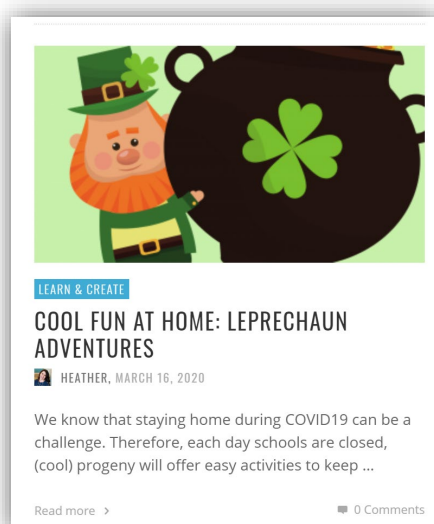 LEARN & CREATE
COOL FUN AT HOME: LEPRECHAUN
ADVENTURES
HEATHER, MARCH 16, 2020
We know that staying home during COVID19 can be a
challenge. Therefore, each day schools are closed,
(cool) progeny will offer easy activities to keep ...
Read more > 0 Comments